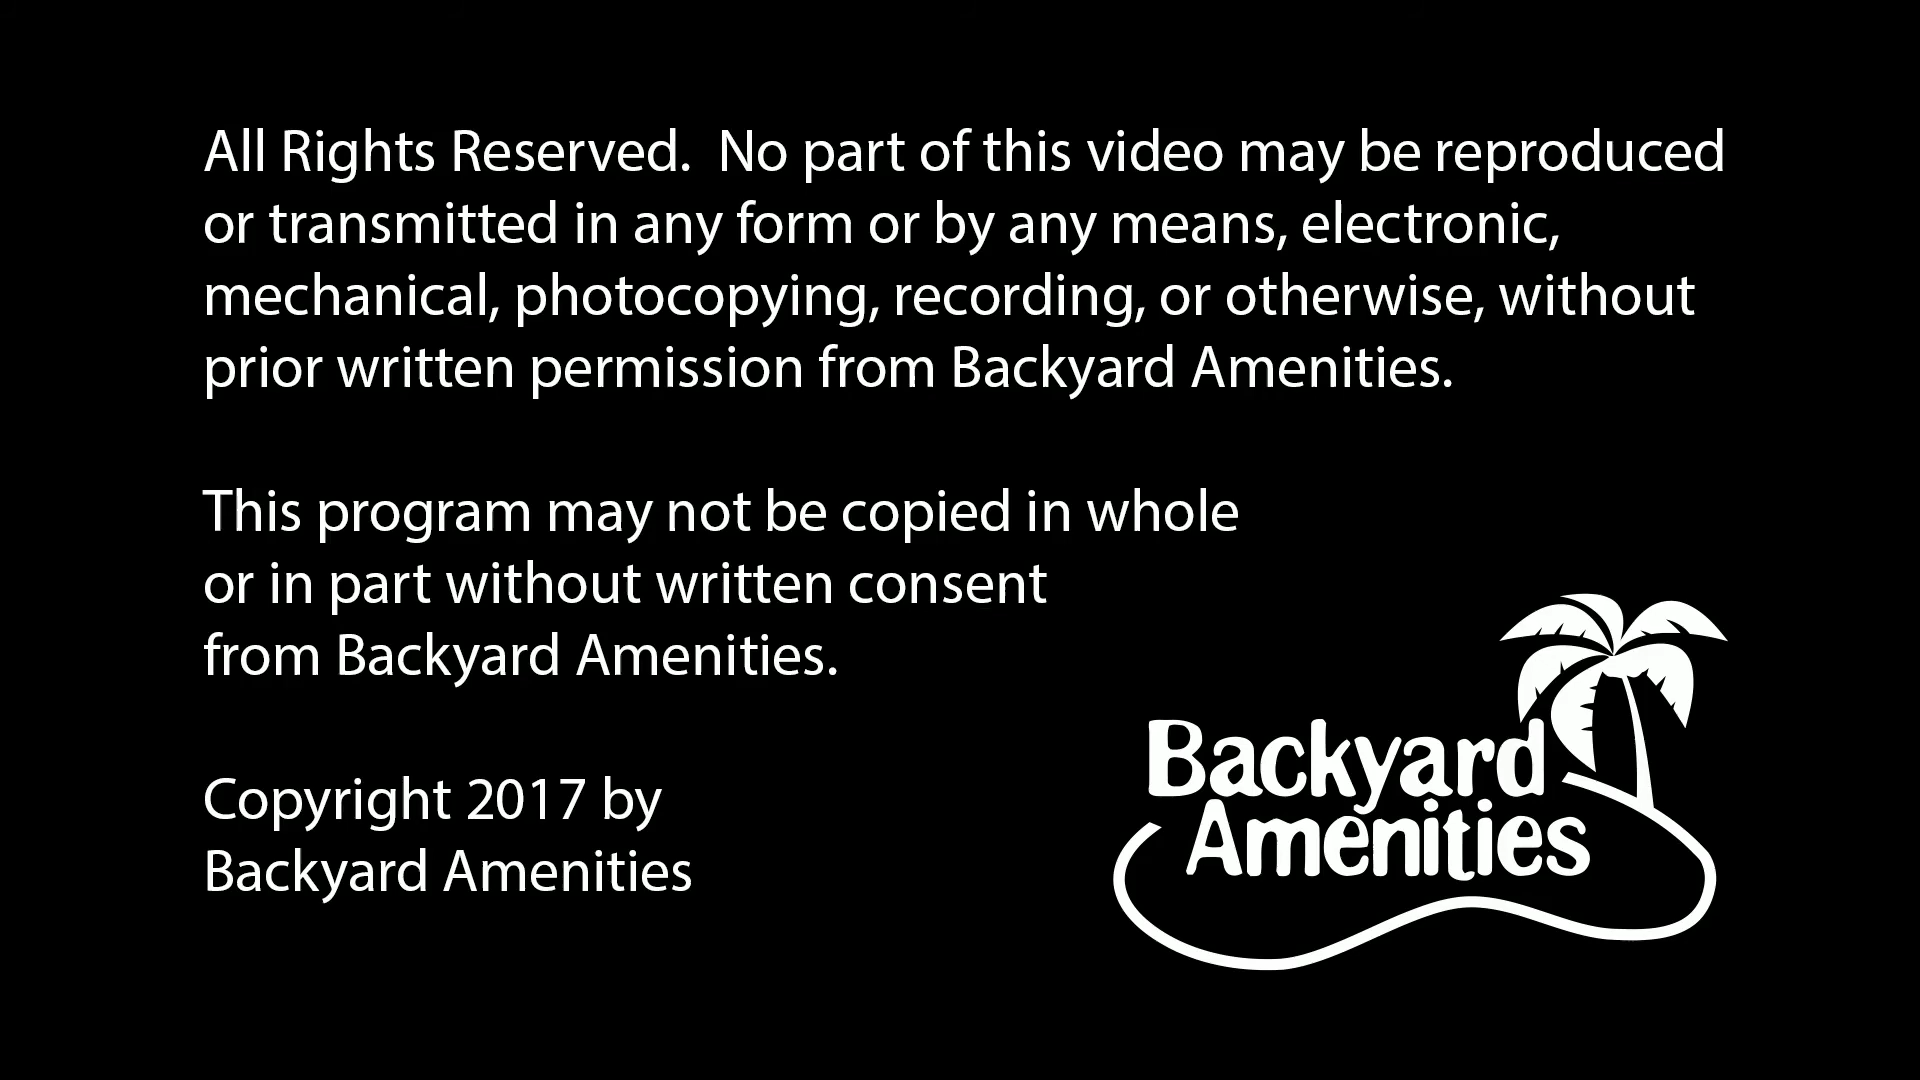 All Rights Reserved.  No part of this video may be reproduced
or transmitted in any form or by any means, electronic,
mechanical, photocopying, recording, or otherwise, without
prior written permission from Backyard Amenities.
This program may not be copied in whole
or in part without written consent
from Backyard Amenities.
Copyright 2017 by
Backyard Amenities
Backyard
Amenities